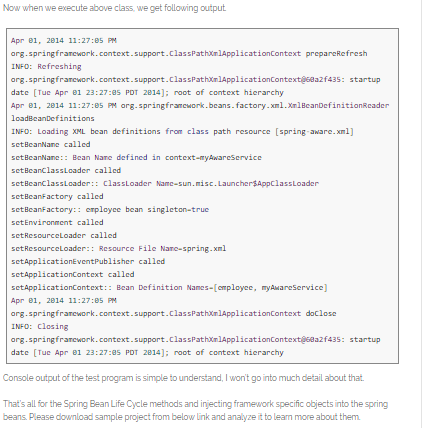 Now when we execute above class, we get following output.
Apr 01, 2014 11:27:05 PM
org.springframework.context.support.ClassPathXmlApplicationContext prepareRefresh
INFO: Refreshing
org.springframework.context.support.ClassPathXmlApplicationContext@60a2f435: startup
date [Tue Apr 01 23:27:05 PDT 2014]; root of context hierarchy
Apr 01, 2014 11:27:05 PM org.springframework.beans.factory.xml.XmlBeanDefinitionReader
loadBeanDefinitions
INFO: Loading XML bean definitions from class path resource [spring-aware.xml]
setBeanName called
setBeanName:: Bean Name defined in context=myAwareService
setBeanClassLoader called
setBeanClassLoader:: ClassLoader Name=sun.misc.Launcher$AppClassLoader
setBeanFactory called
setBeanFactory:: employee bean singleton=true
setEnvironment called
setResourceLoader called
setResourceLoader:: Resource File Name=spring.xml
setApplicationEventPublisher called
setApplicationContext called
setApplicationContext:: Bean Definition Names=[employee, myAwareService]
Apr 01, 2014 11:27:05 PM
org.springframework.context.support.ClassPathXmlApplicationContext doClose
INFO: Closing
org.springframework.context.support.ClassPathXmlApplicationContext@60a2f435: startup
date [Tue Apr 01 23:27:05 PDT 2014]; root of context hierarchy
Console output of the test program is simple to understand, I won't go into much detail about that.
That's all for the Spring Bean Life Cycle methods and injecting framework specific objects into the spring
beans. Please download sample project from below link and analyze it to learn more about them.